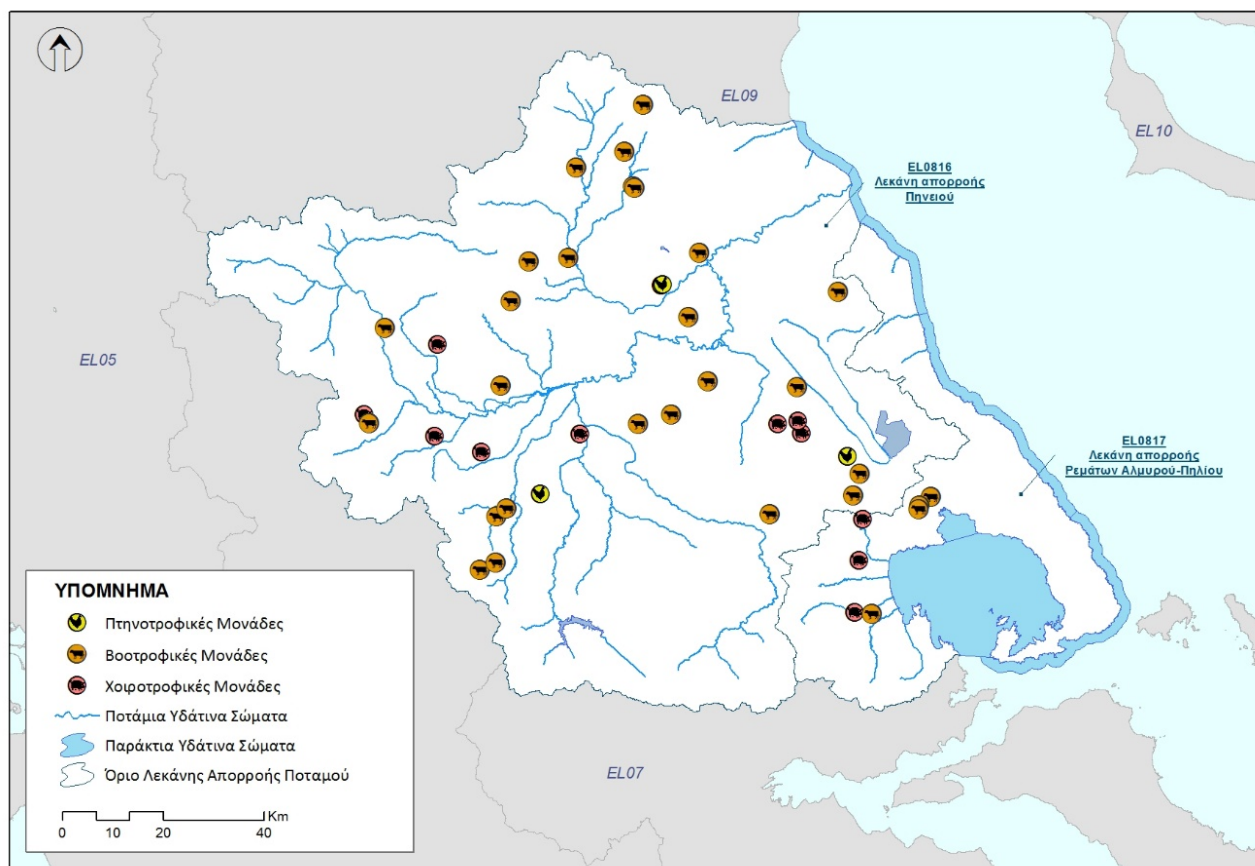 EL09
EL10
EL0816
Λεκάνη απορροής
Πηνειού
EL05
EL0817
Λεκάνη απορροής
Ρεμάτων Αλμυρού-Πηλίου
EL07
ΥΠΟΜΝΗΜΑ
Πτηνοτροφικές Μονάδες
Βοοτροφικές Μονάδες
Χοιροτροφικές Μονάδες
Ποτάμια Υδάτινα Σώματα
Παράκτια Υδάτινα Σώματα
Όριο Λεκάνης Απορροής Ποταμού
Km
0 10 20 40